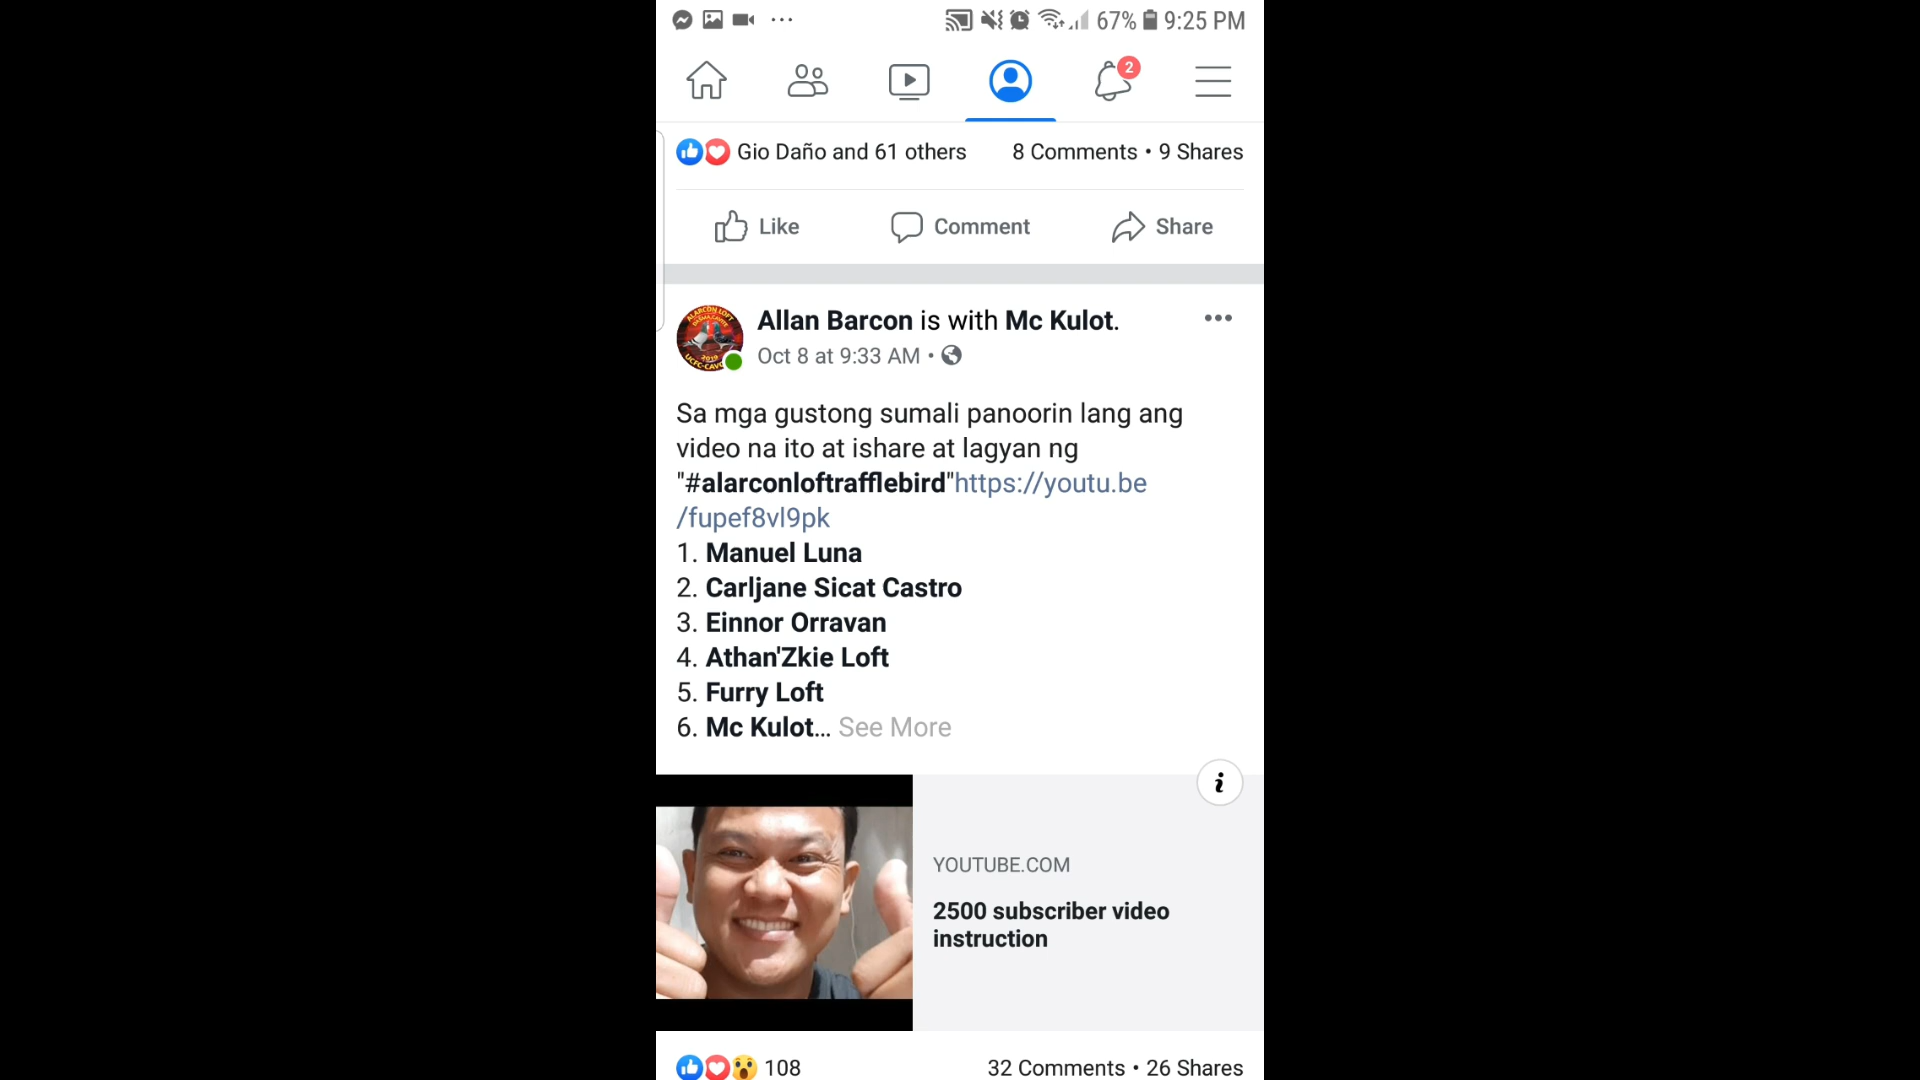 67% 9:25 PM
2
Gio Daño and 61 others 8 Comments • 9 Shares
Like Comment Share
Allan Barcon is with Mc Kulot.
Oct 8 at 9:33 AM •
Sa mga gustong sumali panoorin lang ang
video na ito at ishare at lagyan ng
"#alarconloftrafflebird"https://youtu.be
/fupef8vl9pk
1. Manuel Luna
2. Carljane Sicat Castro
3. Einnor Orravan
4. Athan'Zkie Loft
5. Furry Loft
6. Mc Kulot... See More
i
YOUTUBE.COM
2500 subscriber video
instruction
108 32 Comments • 26 Shares